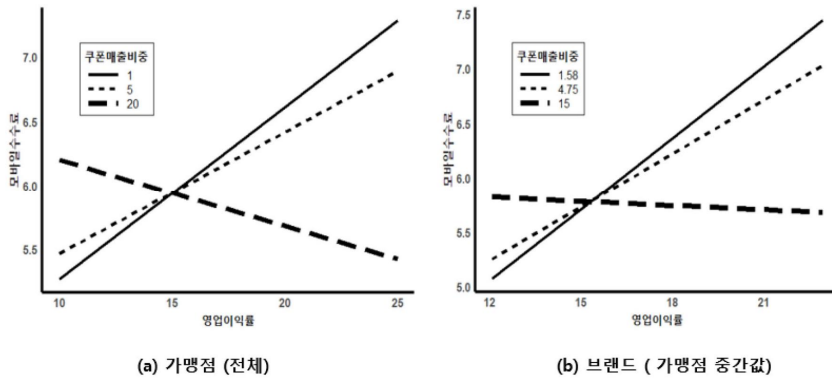 쿠폰매출비중
1
5
20
모바일수수료
7.0
6.5
6.0
5.5
10 15 20 25
영업이익률
(a) 가맹점 (전체)
쿠폰매출비중
1.58
4.75
15
모바일수수료
7.5
7.0
6.5
6.0
5.5
5.0
12 15 18 21
영업이익률
(b) 브랜드 ( 가맹점 중간값)